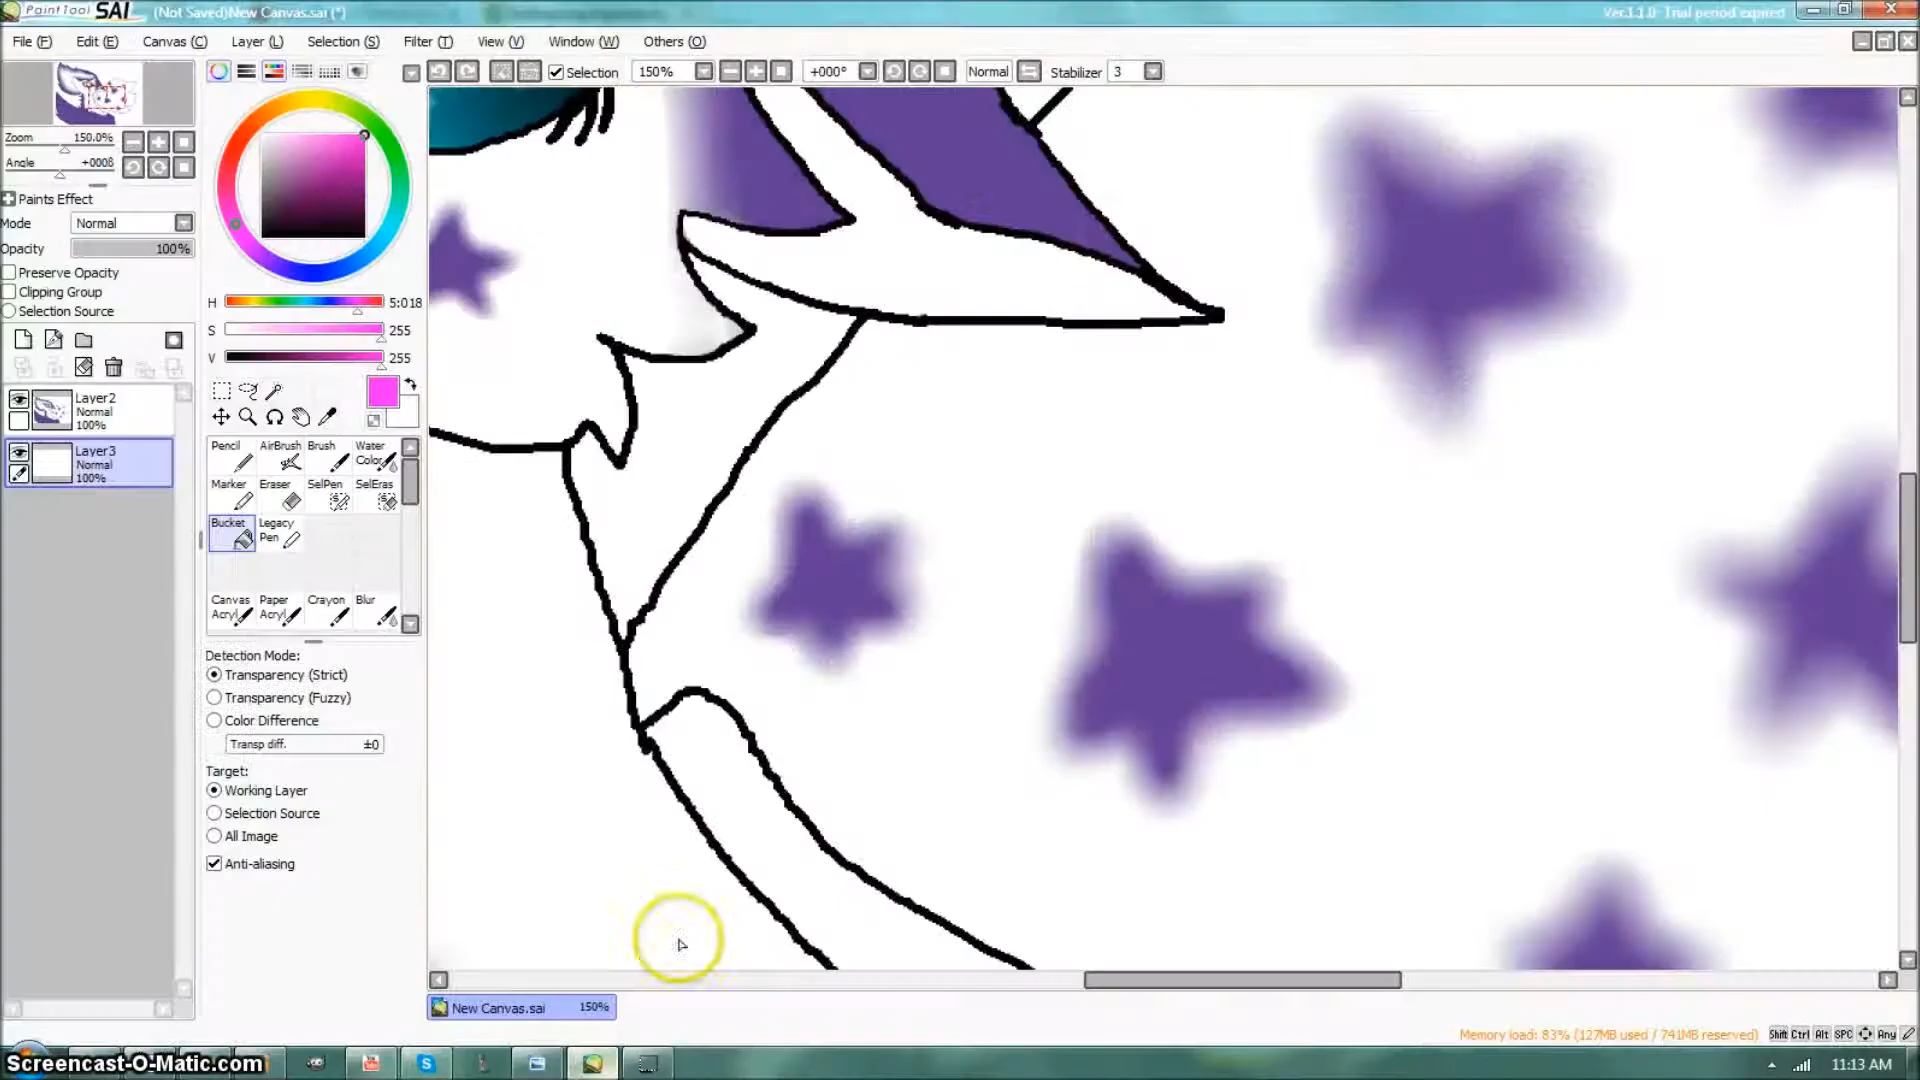 PaintTool SAI (Not Saved)New Canvas.sai (*)
Ver.1.1.0 Trial period expired
File (F) Edit (E) Canvas (C) Layer (L) Selection (S) Filter (T) View (V) Window (W) Others (O)
Selection 150% +000° Normal Stabilizer 3
Zoom 150.0%
Angle +000ß
Paints Effect
Mode Normal
Opacity 100%
Preserve Opacity
Clipping Group
Selection Source
H 5:018
S 255
V 255
Layer2
Normal
100%
Layer3
Normal
100%
Pencil AirBrush Brush Water Color
Marker Eraser SelPen SelEras
Bucket Legacy Pen
Canvas Acryl Paper Acryl Crayon Blur
Detection Mode:
Transparency (Strict)
Transparency (Fuzzy)
Color Difference
Transp diff. ±0
Target:
Working Layer
Selection Source
All Image
Anti-aliasing
New Canvas.sai 150%
Memory load: 83% (127MB used / 741MB reserved) Shift Ctrl Alt SPC Any
Screencast-O-Matic.com
11:13 AM